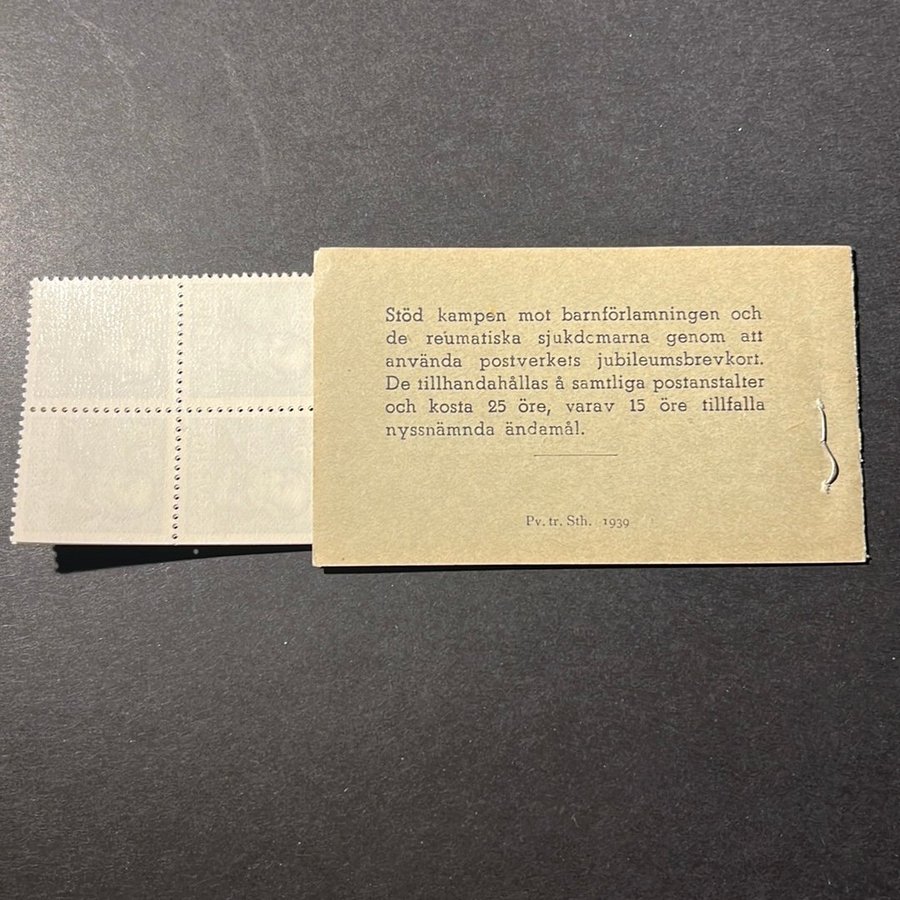 Stöd kampen mot barnförlamningen och
de reumatiska sjukdomarna genom att
använda postverkets jubileumsbrevkort.
De tillhandahållas å samtliga postanstalter
och kosta 25 öre, varav 15 öre tillfalla
nyssnämnda ändamål.
Pv. tr. Sth. 1939